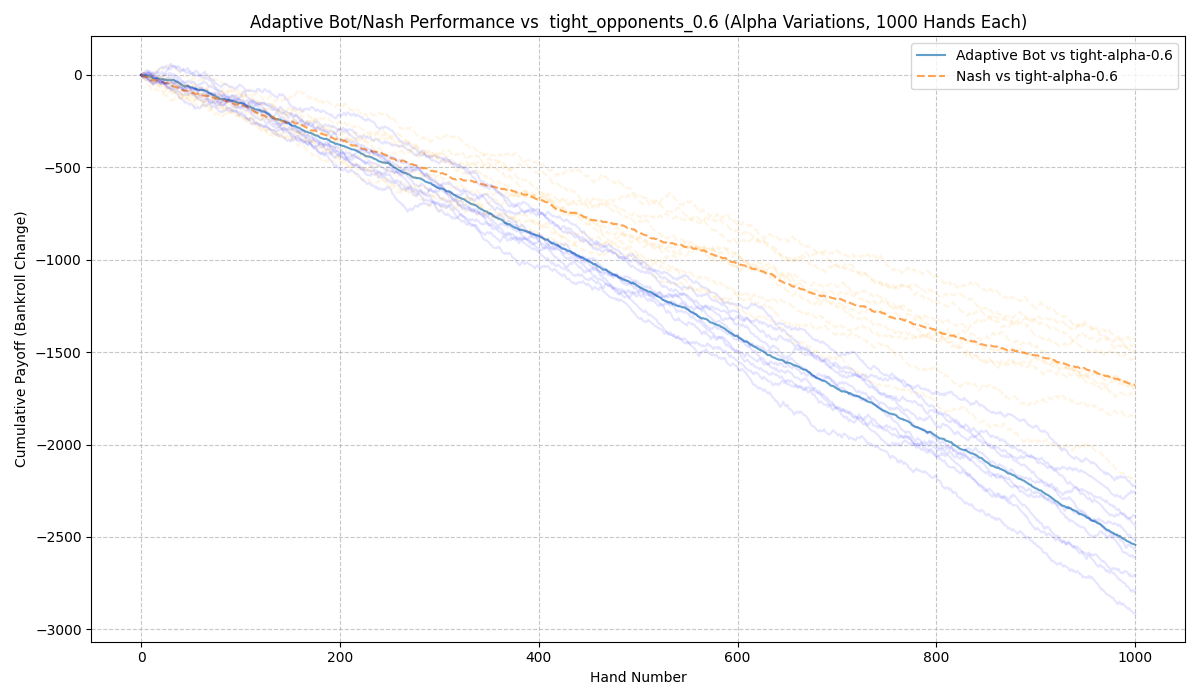 Adaptive Bot/Nash Performance vs  tight_opponents_0.6 (Alpha Variations, 1000 Hands Each)
Adaptive Bot vs tight-alpha-0.6
Nash vs tight-alpha-0.6
Cumulative Payoff (Bankroll Change)
0
−500
−1000
−1500
−2000
−2500
−3000
0 200 400 600 800 1000
Hand Number